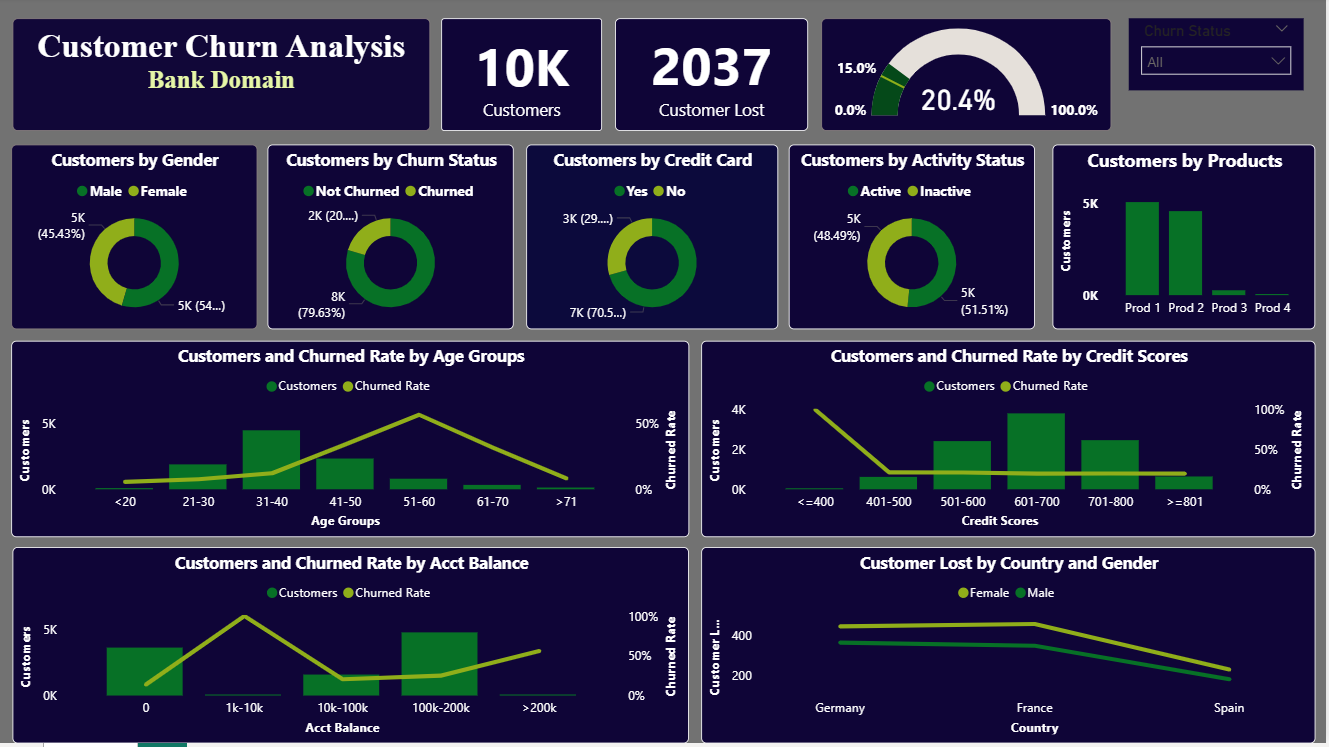 Customer Churn Analysis
Bank Domain
10K
Customers
2037
Customer Lost
15.0%
0.0%
20.4%
100.0%
Churn Status
All
Customers by Gender
Male Female
5K
(45.43%)
5K (54...)
Customers by Churn Status
Not Churned Churned
2K (20....)
8K
(79.63%)
Customers by Credit Card
Yes No
3K (29....)
7K (70.5...)
Customers by Activity Status
Active Inactive
5K
(48.49%)
5K
(51.51%)
Customers by Products
Customers
5K
0K
Prod 1 Prod 2 Prod 3 Prod 4
Customers and Churned Rate by Age Groups
Customers Churned Rate
Customers
5K
0K
50%
0%
Churned Rate
<20 21-30 31-40 41-50 51-60 61-70 >71
Age Groups
Customers and Churned Rate by Credit Scores
Customers Churned Rate
Customers
4K
2K
0K
100%
50%
0%
Churned Rate
<=400 401-500 501-600 601-700 701-800 >=801
Credit Scores
Customers and Churned Rate by Acct Balance
Customers Churned Rate
Customers
5K
0K
100%
50%
0%
Churned Rate
0 1k-10k 10k-100k 100k-200k >200k
Acct Balance
Customer Lost by Country and Gender
Female Male
Customer L...
400
200
Germany France Spain
Country